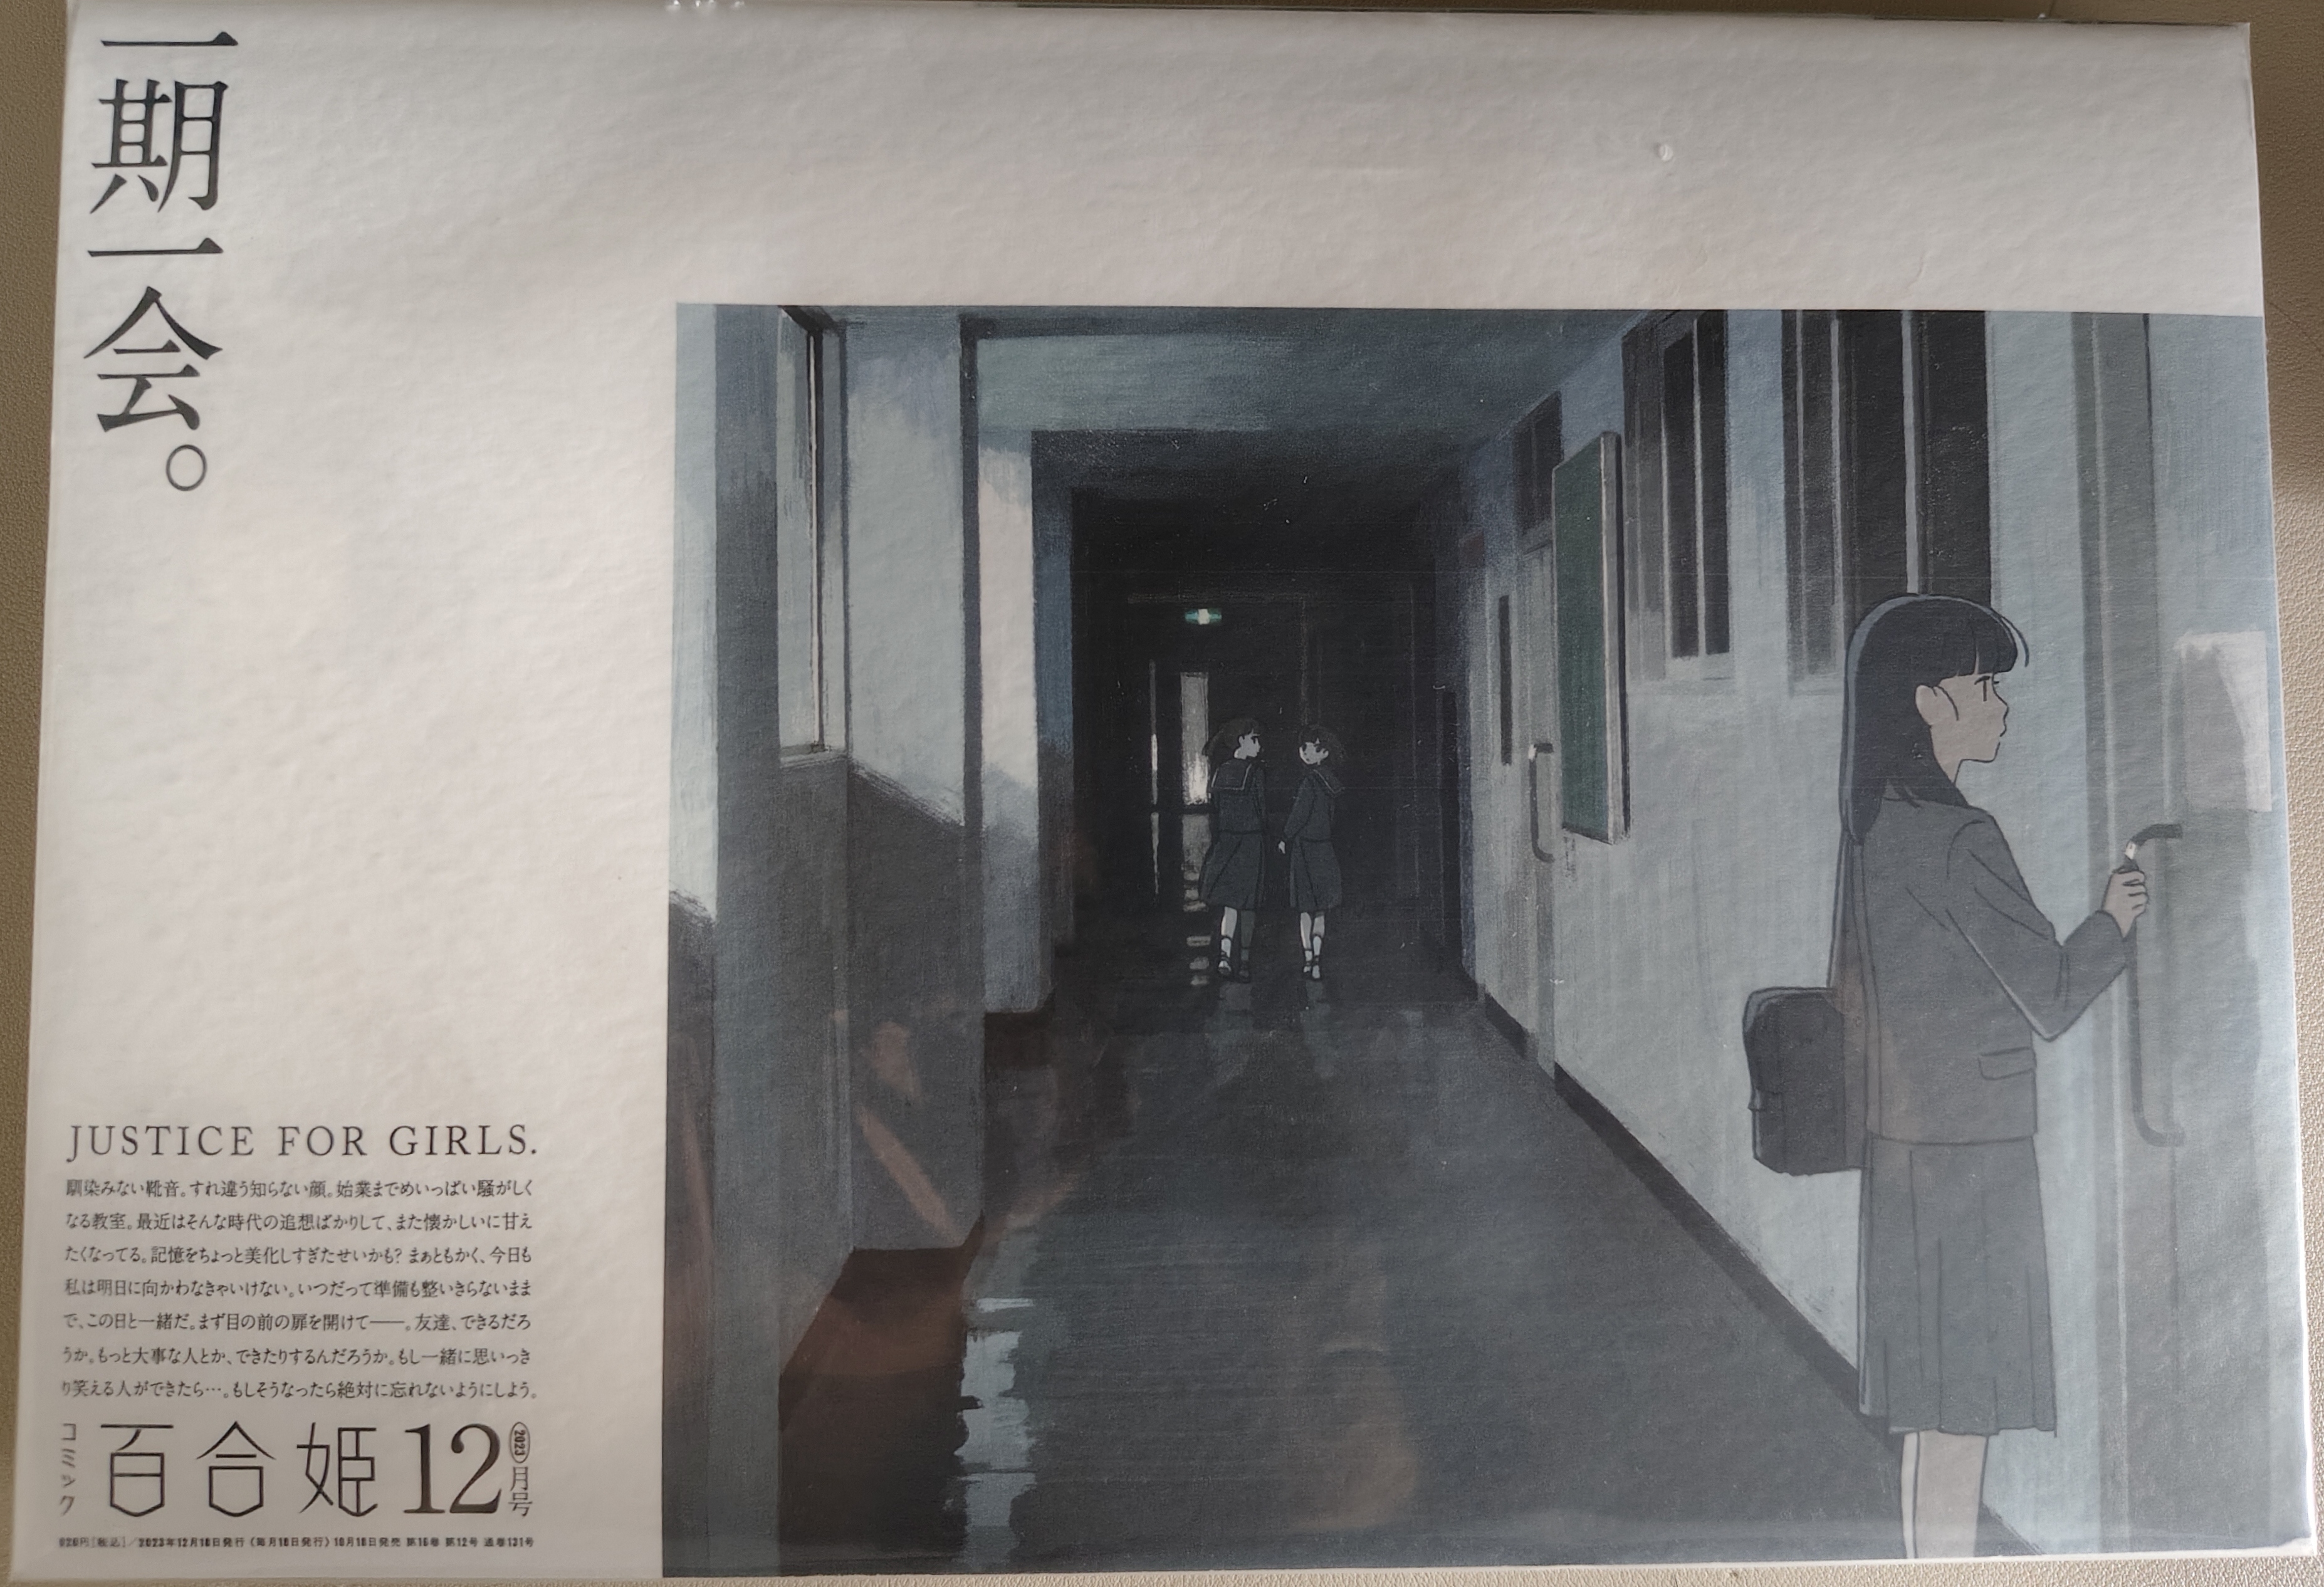 一期一会。
JUSTICE FOR GIRLS.
馴染みない靴音。すれ違う知らない顔。始業までめいっぱい騒がしく
なる教室。最近はそんな時代の追想ばかりして、また懐かしいに甘え
たくなってる。記憶をちょっと美化しすぎたせいかも？まぁともかく、今日も
私は明日に向かわなきゃいけない。いつだって準備も整いきらないまま
で、この日と一緒だ。まず目の前の扉を開けて――。友達、できるだろ
うか。もっと大事な人とか、できたりするんだろうか。もし一緒に思いっき
り笑える人ができたら…。もしそうなったら絶対に忘れないようにしよう。
コミック百合姫 12月号 2023
920円[税込]／2023年12月18日発行（毎月18日発行）10月18日発売 第16巻 第12号 通巻131号